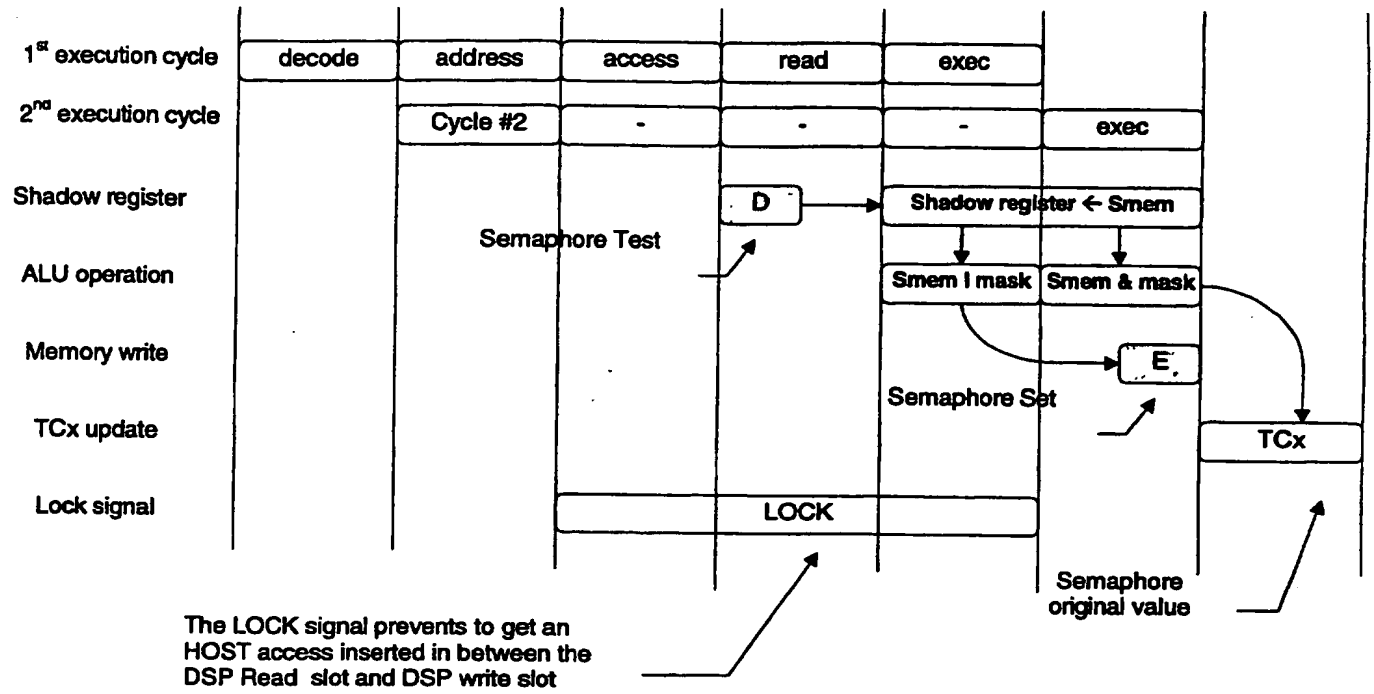 1st execution cycle decode address access read exec
2nd execution cycle Cycle #2 - - - exec
Shadow register D Shadow register ← Smem
Semaphore Test
ALU operation Smem | mask Smem & mask
Memory write E
Semaphore Set
TCx update TCx
Lock signal LOCK
Semaphore
original value
The LOCK signal prevents to get an
HOST access inserted in between the
DSP Read slot and DSP write slot